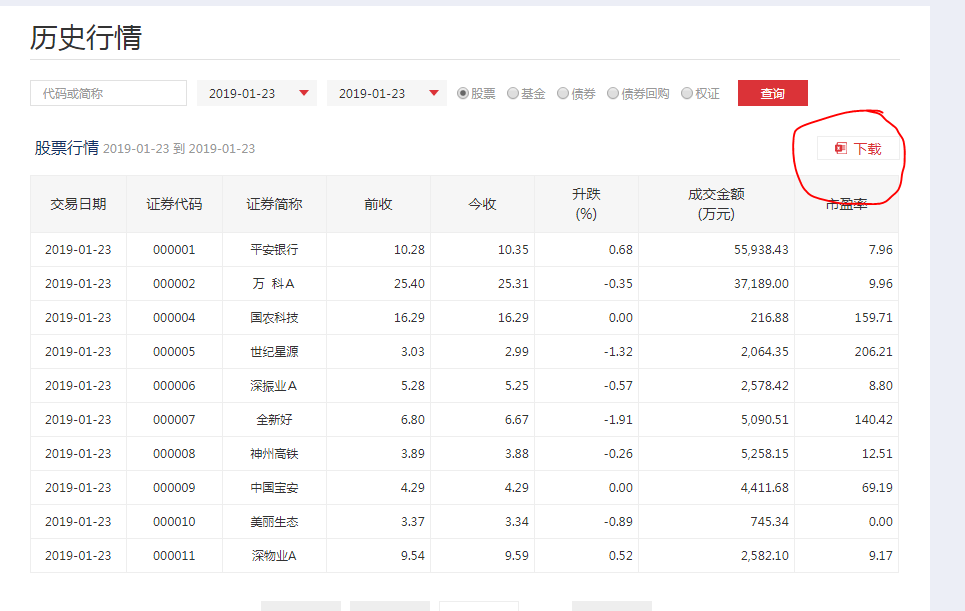 历史行情
代码或简称 2019-01-23 2019-01-23 股票 基金 债券 债券回购 权证 查询
股票行情 2019-01-23 到 2019-01-23 下载
交易日期 证券代码 证券简称 前收 今收 升跌 (%) 成交金额 (万元) 市盈率
2019-01-23 000001 平安银行 10.28 10.35 0.68 55,938.43 7.96
2019-01-23 000002 万 科A 25.40 25.31 -0.35 37,189.00 9.96
2019-01-23 000004 国农科技 16.29 16.29 0.00 216.88 159.71
2019-01-23 000005 世纪星源 3.03 2.99 -1.32 2,064.35 206.21
2019-01-23 000006 深振业A 5.28 5.25 -0.57 2,578.42 8.80
2019-01-23 000007 全新好 6.80 6.67 -1.91 5,090.51 140.42
2019-01-23 000008 神州高铁 3.89 3.88 -0.26 5,258.15 12.51
2019-01-23 000009 中国宝安 4.29 4.29 0.00 4,411.68 69.19
2019-01-23 000010 美丽生态 3.37 3.34 -0.89 745.34 0.00
2019-01-23 000011 深物业A 9.54 9.59 0.52 2,582.10 9.17